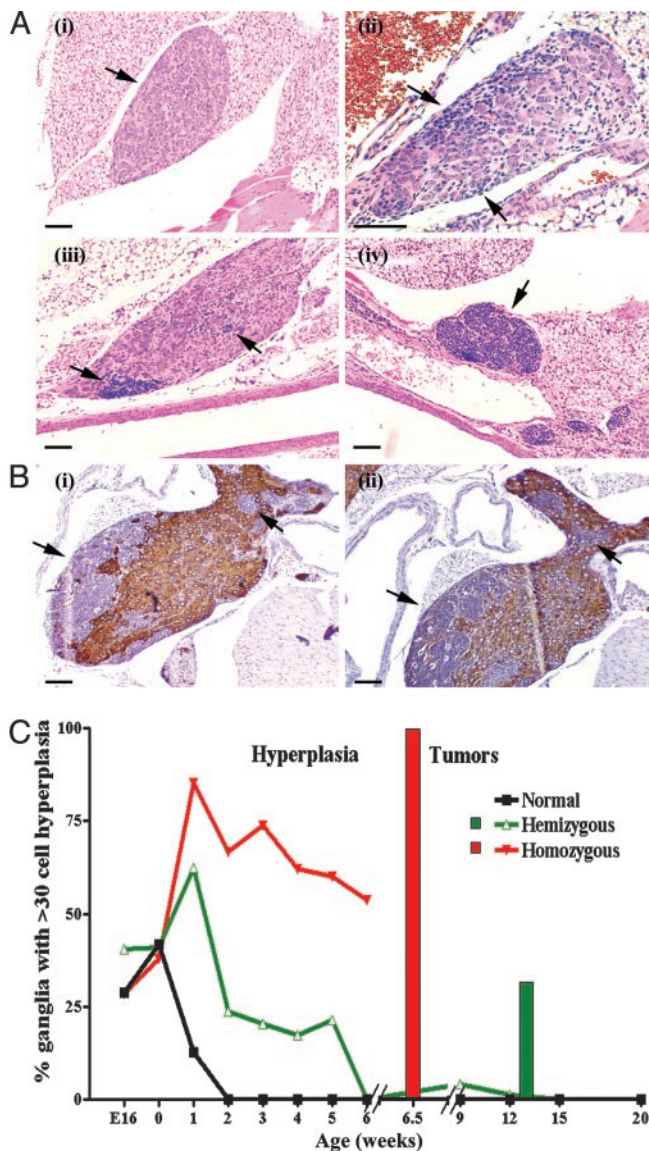 A
(i)
(ii)
(iii)
(iv)
B
(i)
(ii)
C
Hyperplasia
Tumors
Normal
Hemizygous
Homozygous
% ganglia with >30 cell hyperplasia
100
75
50
25
0
E16 0 1 2 3 4 5 6 6.5 9 12 15 20
Age (weeks)